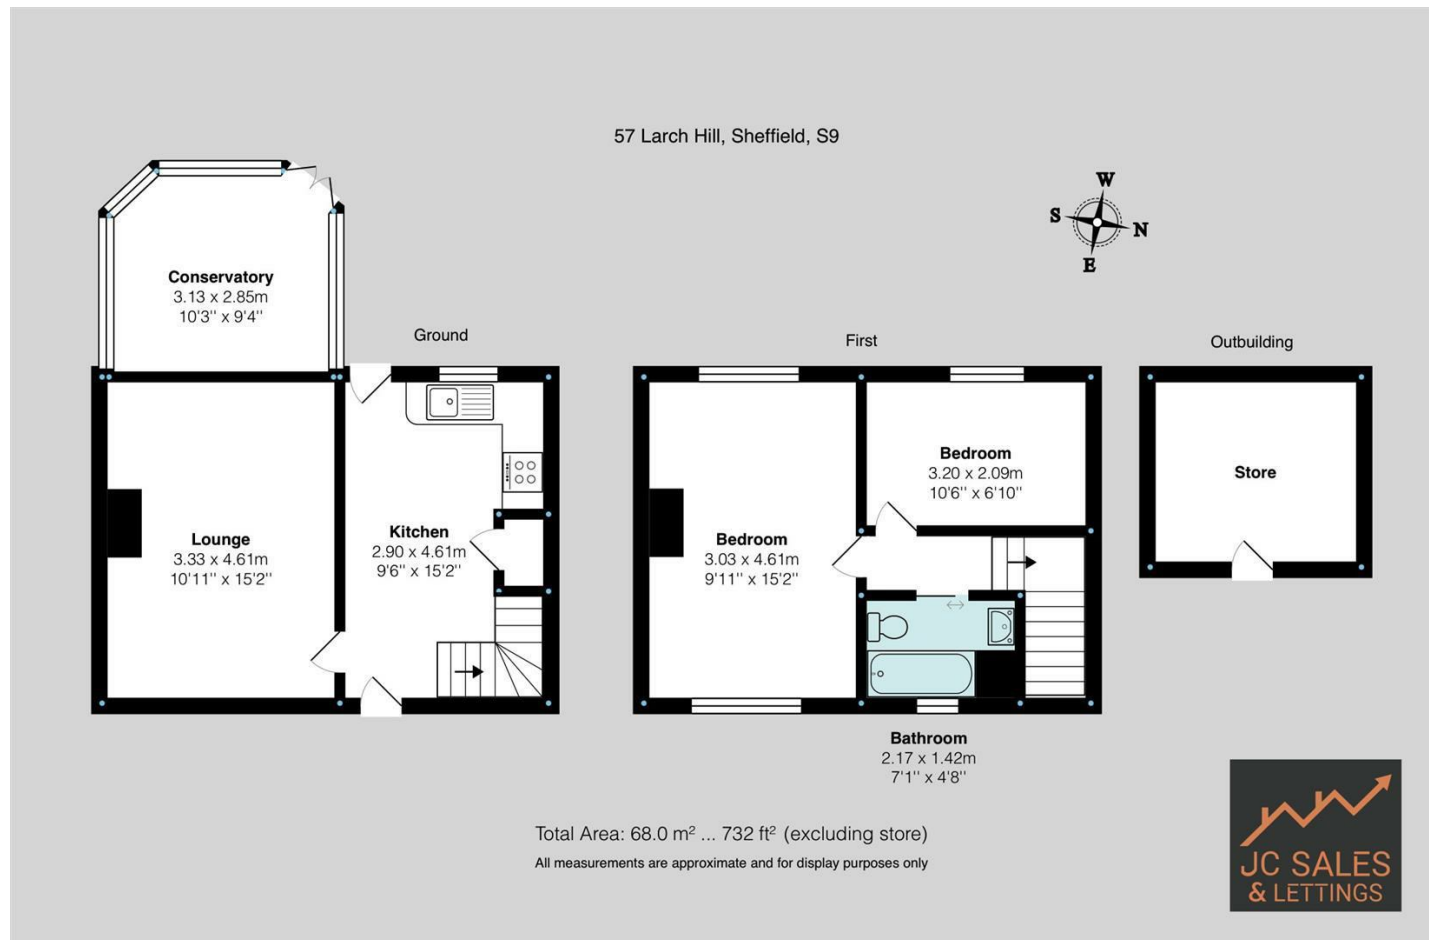 57 Larch Hill, Sheffield, S9
W
S
N
E
Conservatory
3.13 x 2.85m
10'3'' x 9'4''
Ground
First
Outbuilding
Lounge
3.33 x 4.61m
10'11'' x 15'2''
Kitchen
2.90 x 4.61m
9'6'' x 15'2''
Bedroom
3.03 x 4.61m
9'11'' x 15'2''
Bedroom
3.20 x 2.09m
10'6'' x 6'10''
Store
Bathroom
2.17 x 1.42m
7'1'' x 4'8''
Total Area: 68.0 m² ... 732 ft² (excluding store)
All measurements are approximate and for display purposes only
JC SALES
& LETTINGS